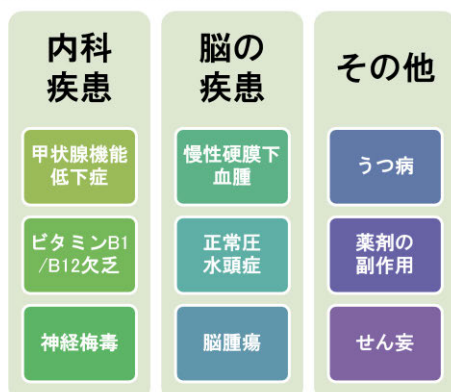 内科
疾患
甲状腺機能
低下症
ビタミンB1
/B12欠乏
神経梅毒
脳の
疾患
慢性硬膜下
血腫
正常圧
水頭症
脳腫瘍
その他
うつ病
薬剤の
副作用
せん妄